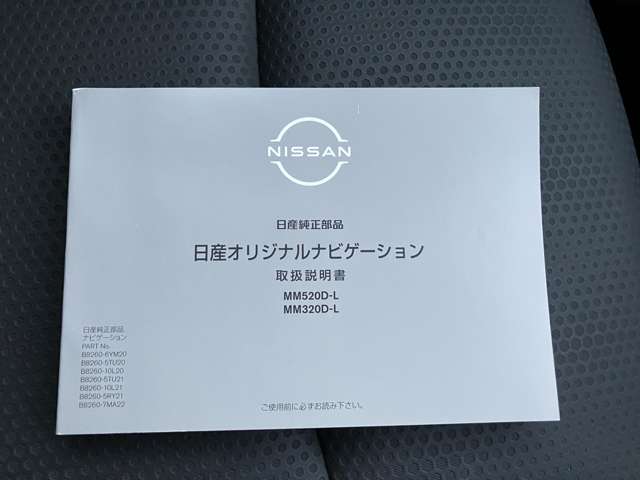 NISSAN
日産純正部品
日産オリジナルナビゲーション
取扱説明書
MM520D-L
MM320D-L
日産純正部品
ナビゲーション
PART No.
B8260-6YM20
B8260-5TU20
B8260-10L20
B8260-5TU21
B8260-10L21
B8260-5RY21
B8260-7MA22
ご使用前に必ずお読み下さい。